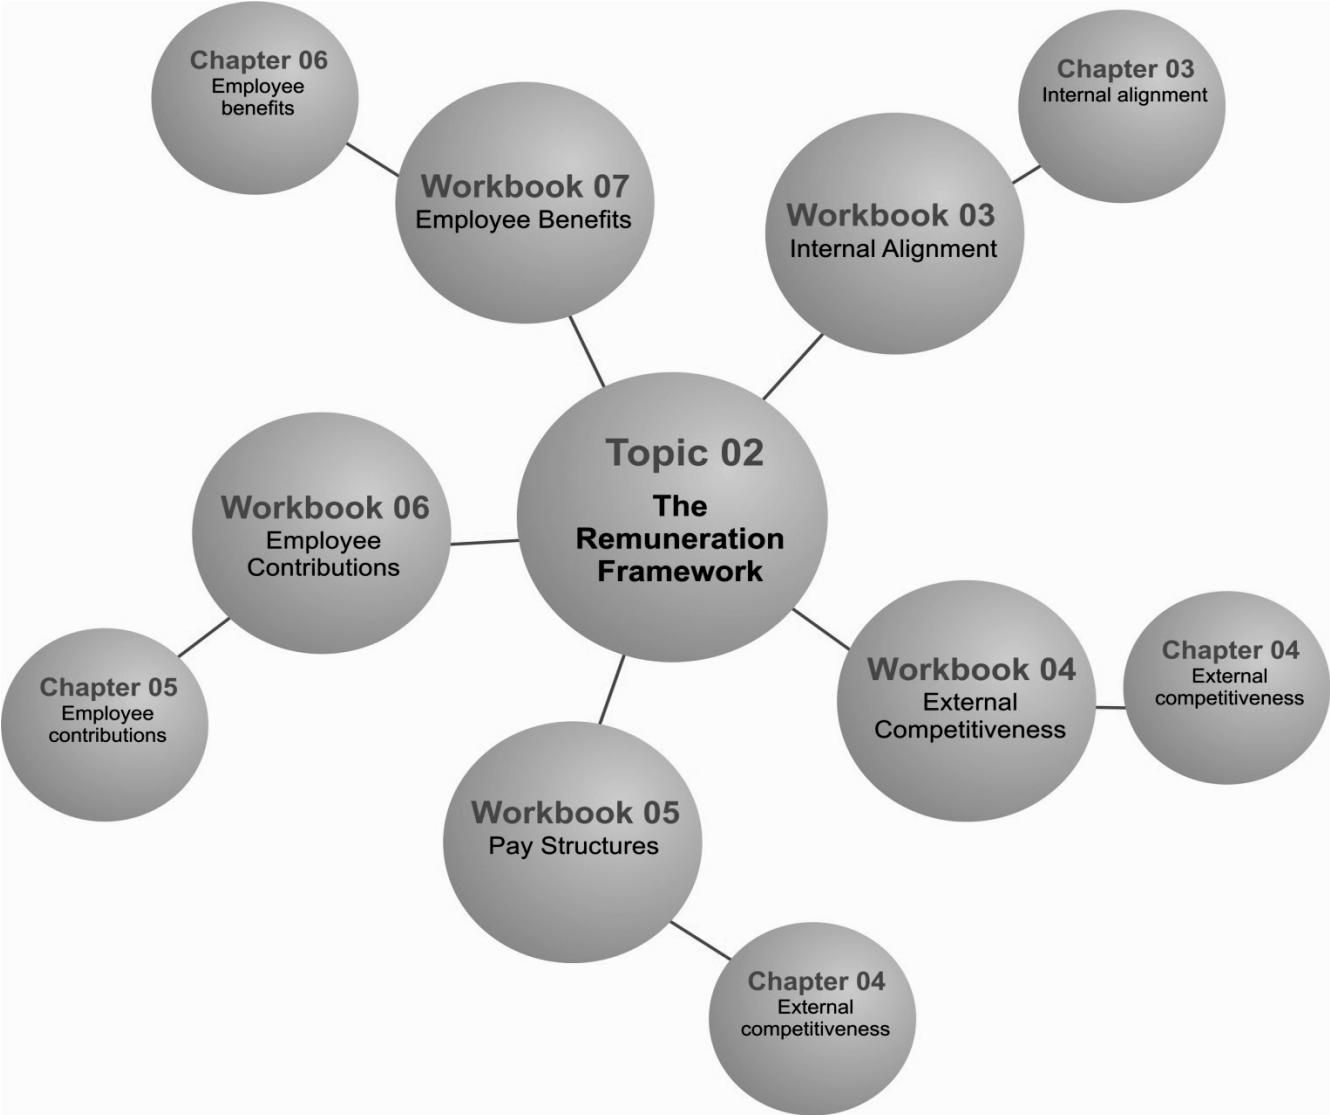 Chapter 06
Employee
benefits
Chapter 03
Internal alignment
Workbook 07
Employee Benefits
Workbook 03
Internal Alignment
Topic 02
The
Remuneration
Framework
Workbook 06
Employee
Contributions
Chapter 05
Employee
contributions
Workbook 04
External
Competitiveness
Chapter 04
External
competitiveness
Workbook 05
Pay Structures
Chapter 04
External
competitiveness